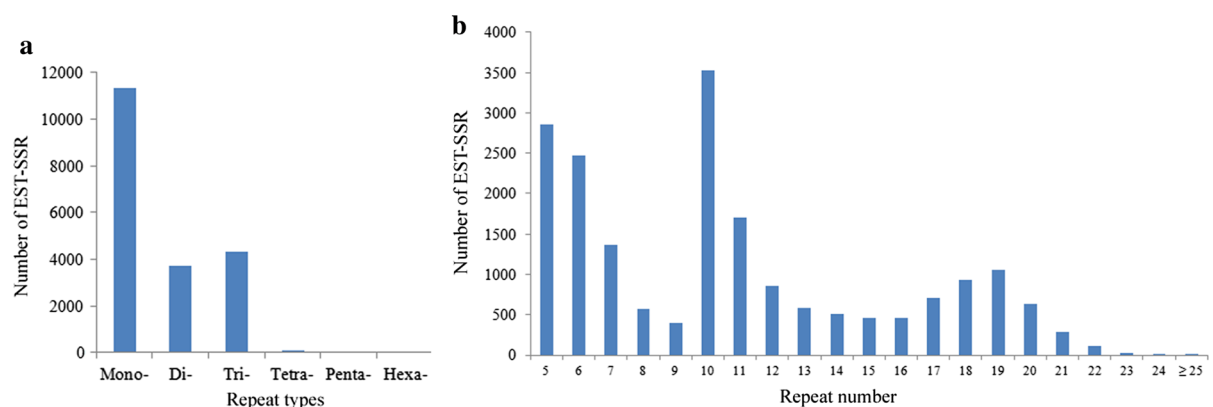 a
12000
10000
8000
6000
4000
2000
0
Number of EST-SSR
Mono- Di- Tri- Tetra- Penta- Hexa-
Repeat types
b
4000
3500
3000
2500
2000
1500
1000
500
0
Number of EST-SSR
5 6 7 8 9 10 11 12 13 14 15 16 17 18 19 20 21 22 23 24 ≥25
Repeat number